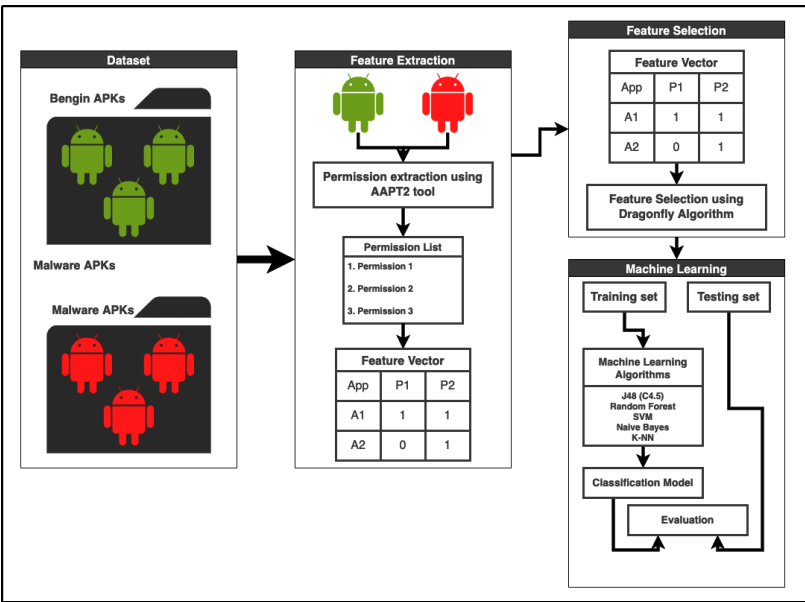 Dataset
Bengin APKs
Malware APKs
Malware APKs
Feature Extraction
Permission extraction using
AAPT2 tool
Permission List
1. Permission 1
2. Permission 2
3. Permission 3
Feature Vector
App P1 P2
A1 1 1
A2 0 1
Feature Selection
Feature Vector
App P1 P2
A1 1 1
A2 0 1
Feature Selection using
Dragonfly Algorithm
Machine Learning
Training set
Testing set
Machine Learning
Algorithms
J48 (C4.5)
Random Forest
SVM
Naive Bayes
K-NN
Classification Model
Evaluation